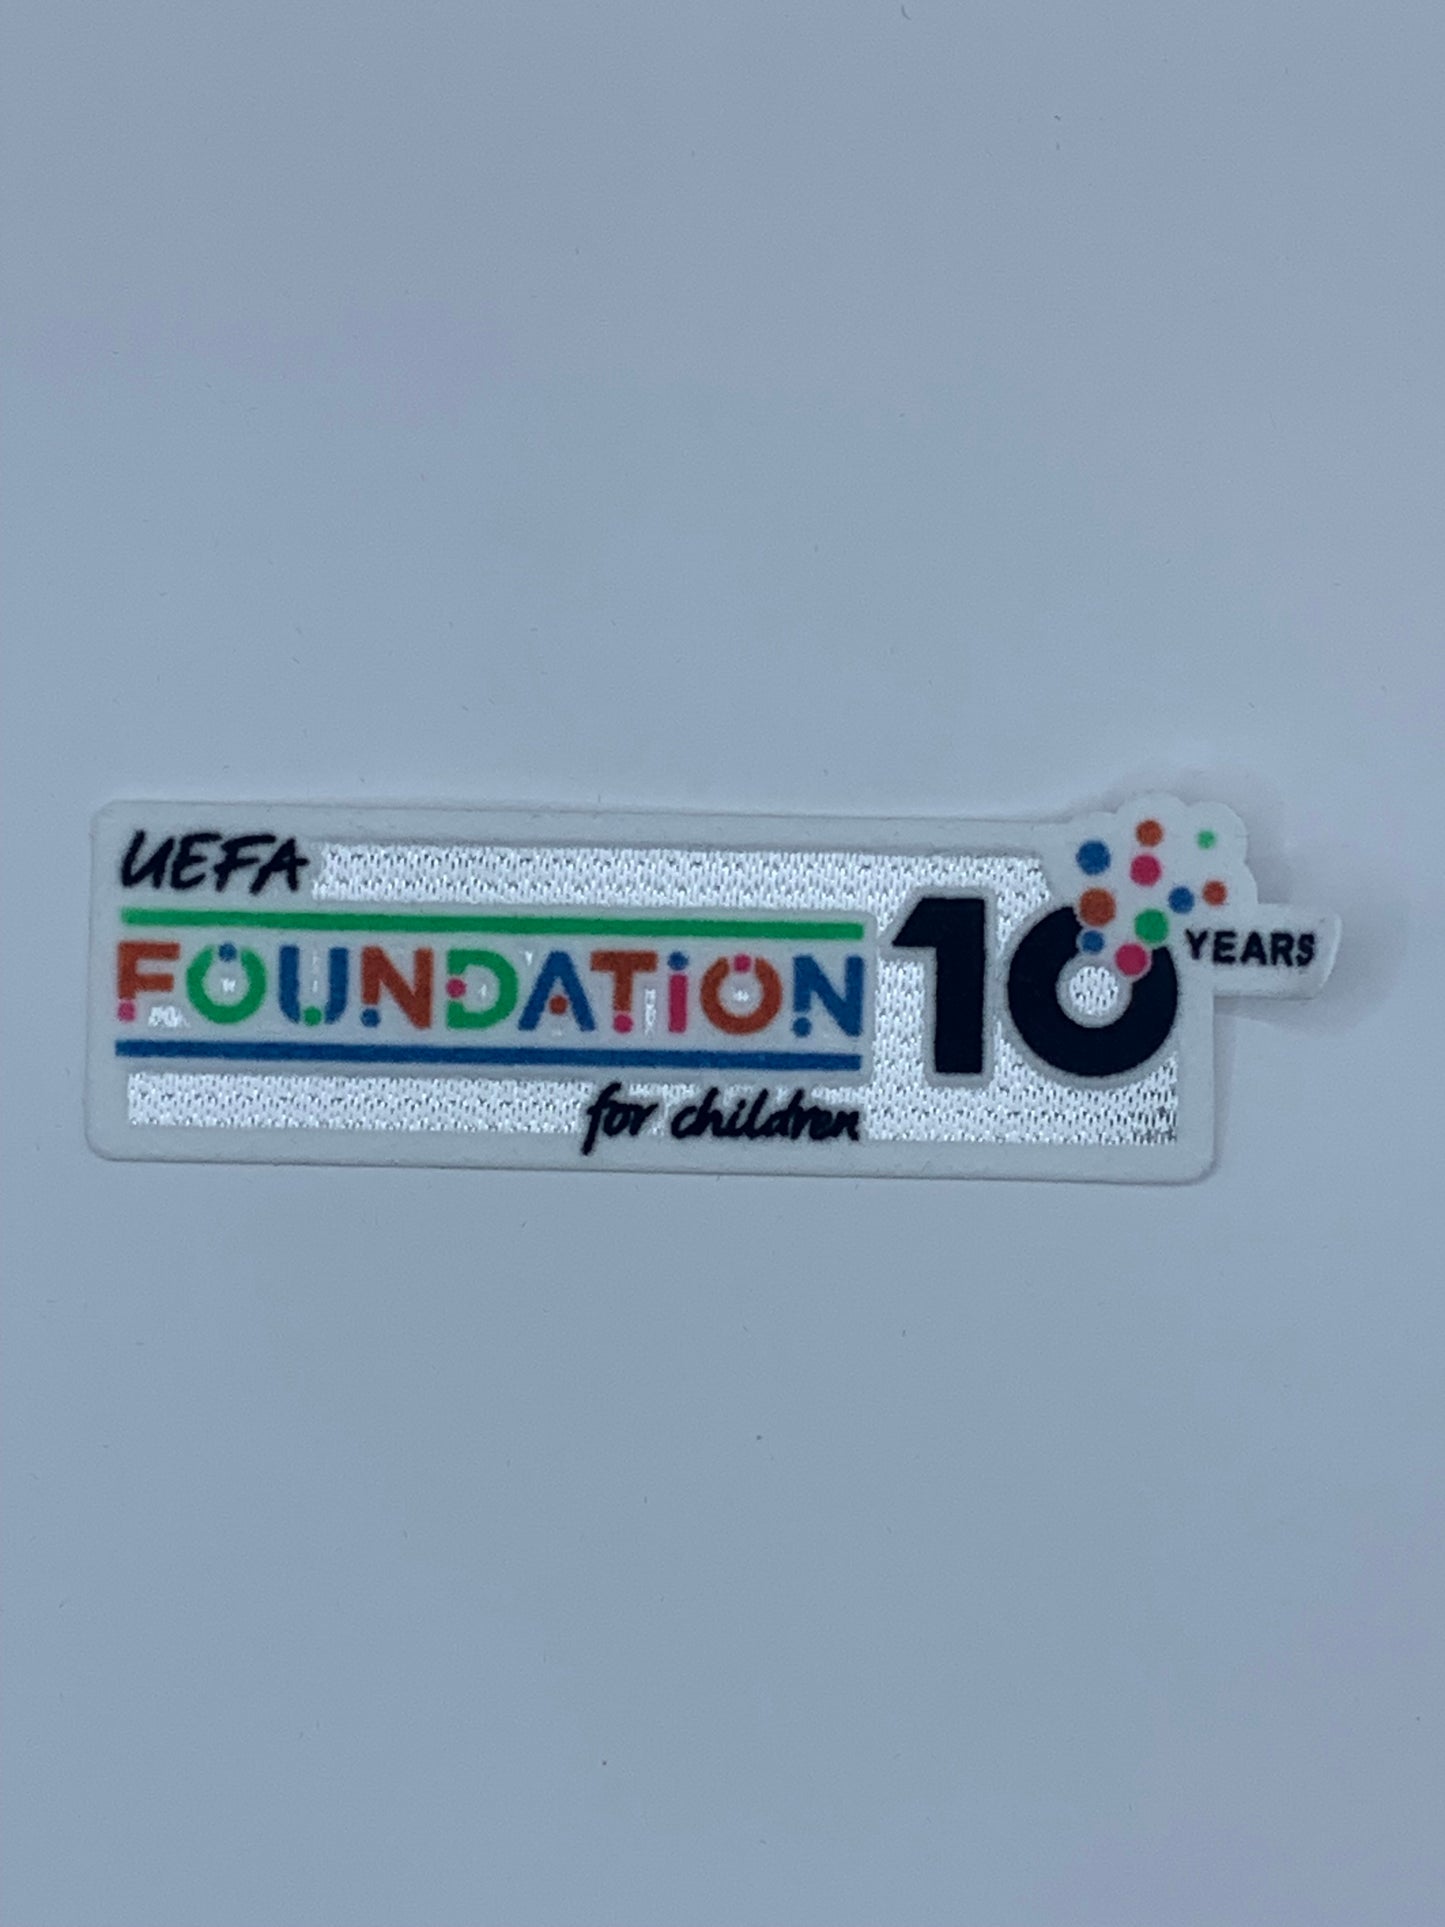 UEFA
FOUNDATION
for children
10 YEARS